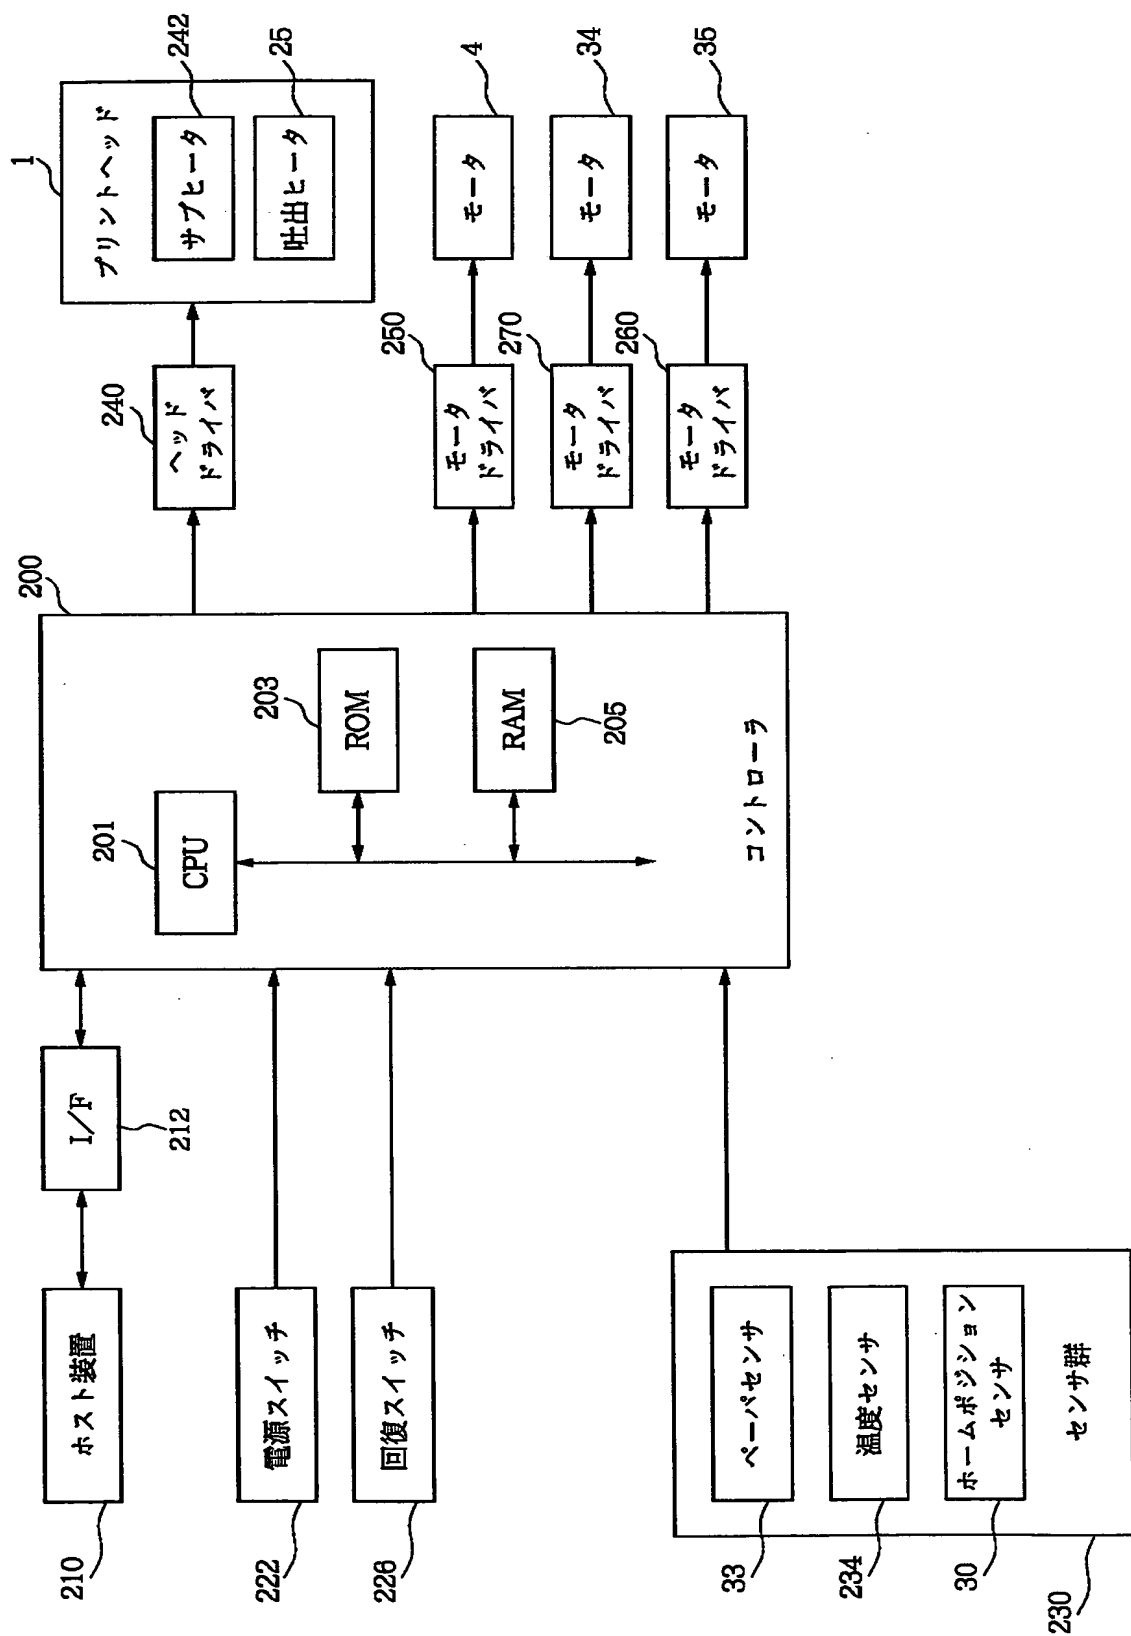 210
ホスト装置
I/F
212
222
電源スイッチ
226
回復スイッチ
33
ペーパセンサ
234
温度センサ
30
ホームポジション
センサ
センサ群
230
200
201
CPU
203
ROM
RAM
205
コントローラ
240
ヘッド
ドライバ
250
モータ
ドライバ
270
モータ
ドライバ
260
モータ
ドライバ
1
プリントヘッド
サブヒータ
242
吐出ヒータ
25
モータ
4
モータ
34
モータ
35